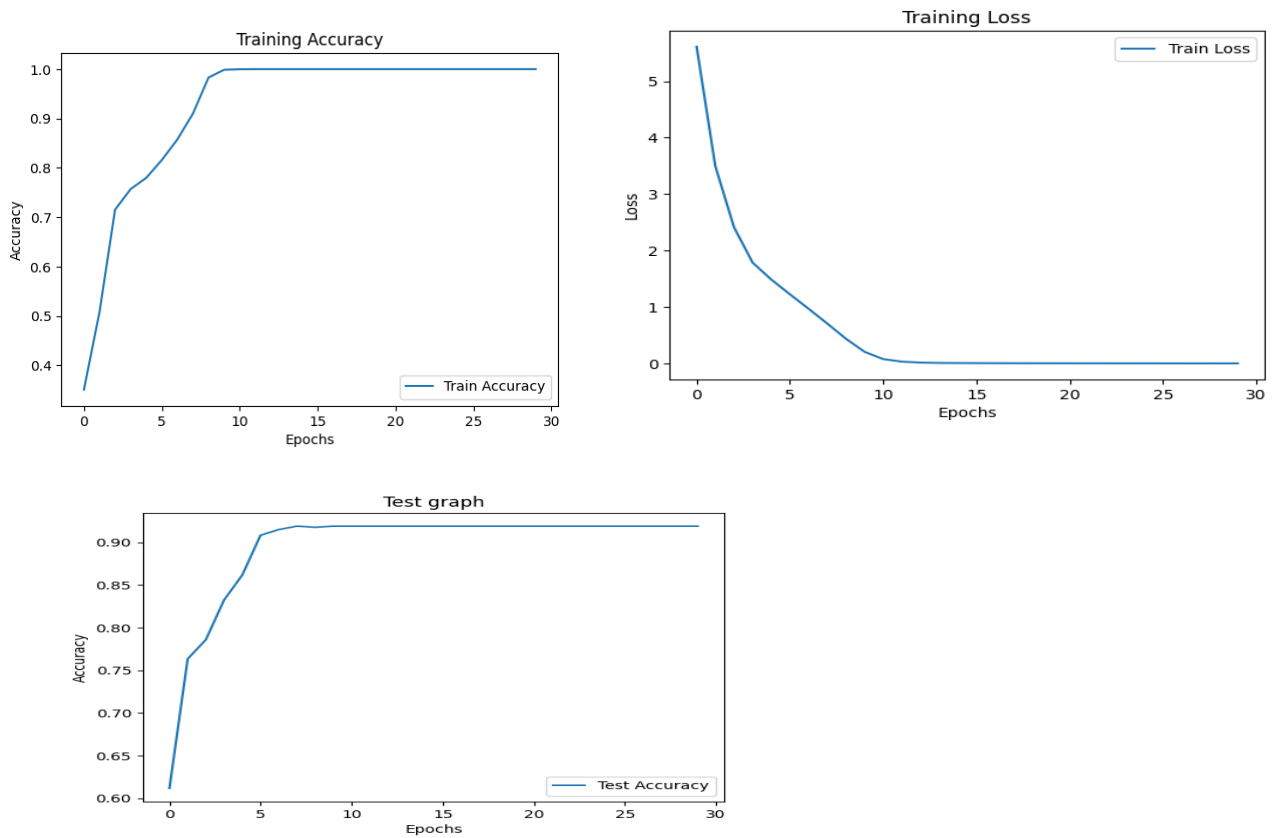 Training Accuracy
1.0
0.9
0.8
0.7
0.6
0.5
0.4
Accuracy
Train Accuracy
0 5 10 15 20 25 30
Epochs
Training Loss
Train Loss
5
4
3
2
1
0
Loss
0 5 10 15 20 25 30
Epochs
Test graph
0.90
0.85
0.80
0.75
0.70
0.65
0.60
Accuracy
Test Accuracy
0 5 10 15 20 25 30
Epochs